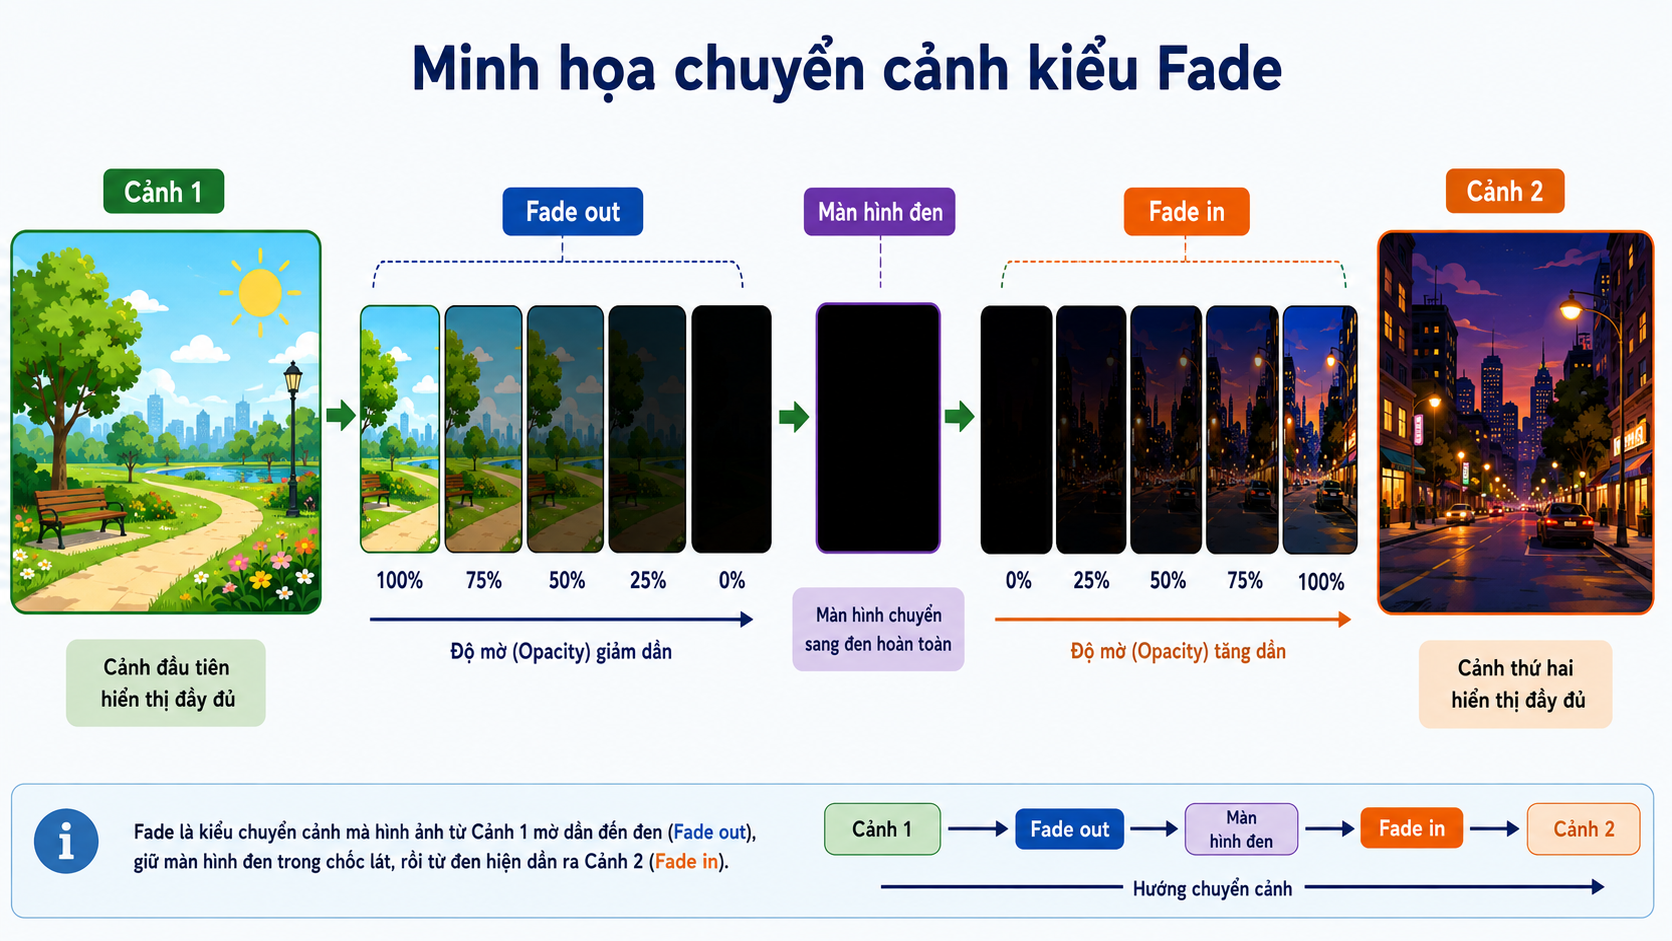 Minh họa chuyển cảnh kiểu Fade
Cảnh 1
Fade out
Màn hình đen
Fade in
Cảnh 2
100%
75%
50%
25%
0%
0%
25%
50%
75%
100%
Độ mờ (Opacity) giảm dần
Màn hình chuyển
sang đen hoàn toàn
Độ mờ (Opacity) tăng dần
Cảnh đầu tiên
hiển thị đầy đủ
Cảnh thứ hai
hiển thị đầy đủ
Fade là kiểu chuyển cảnh mà hình ảnh từ Cảnh 1 mờ dần đến đen (Fade out),
giữ màn hình đen trong chốc lát, rồi từ đen hiện dần ra Cảnh 2 (Fade in).
Cảnh 1
Fade out
Màn
hình đen
Fade in
Cảnh 2
Hướng chuyển cảnh